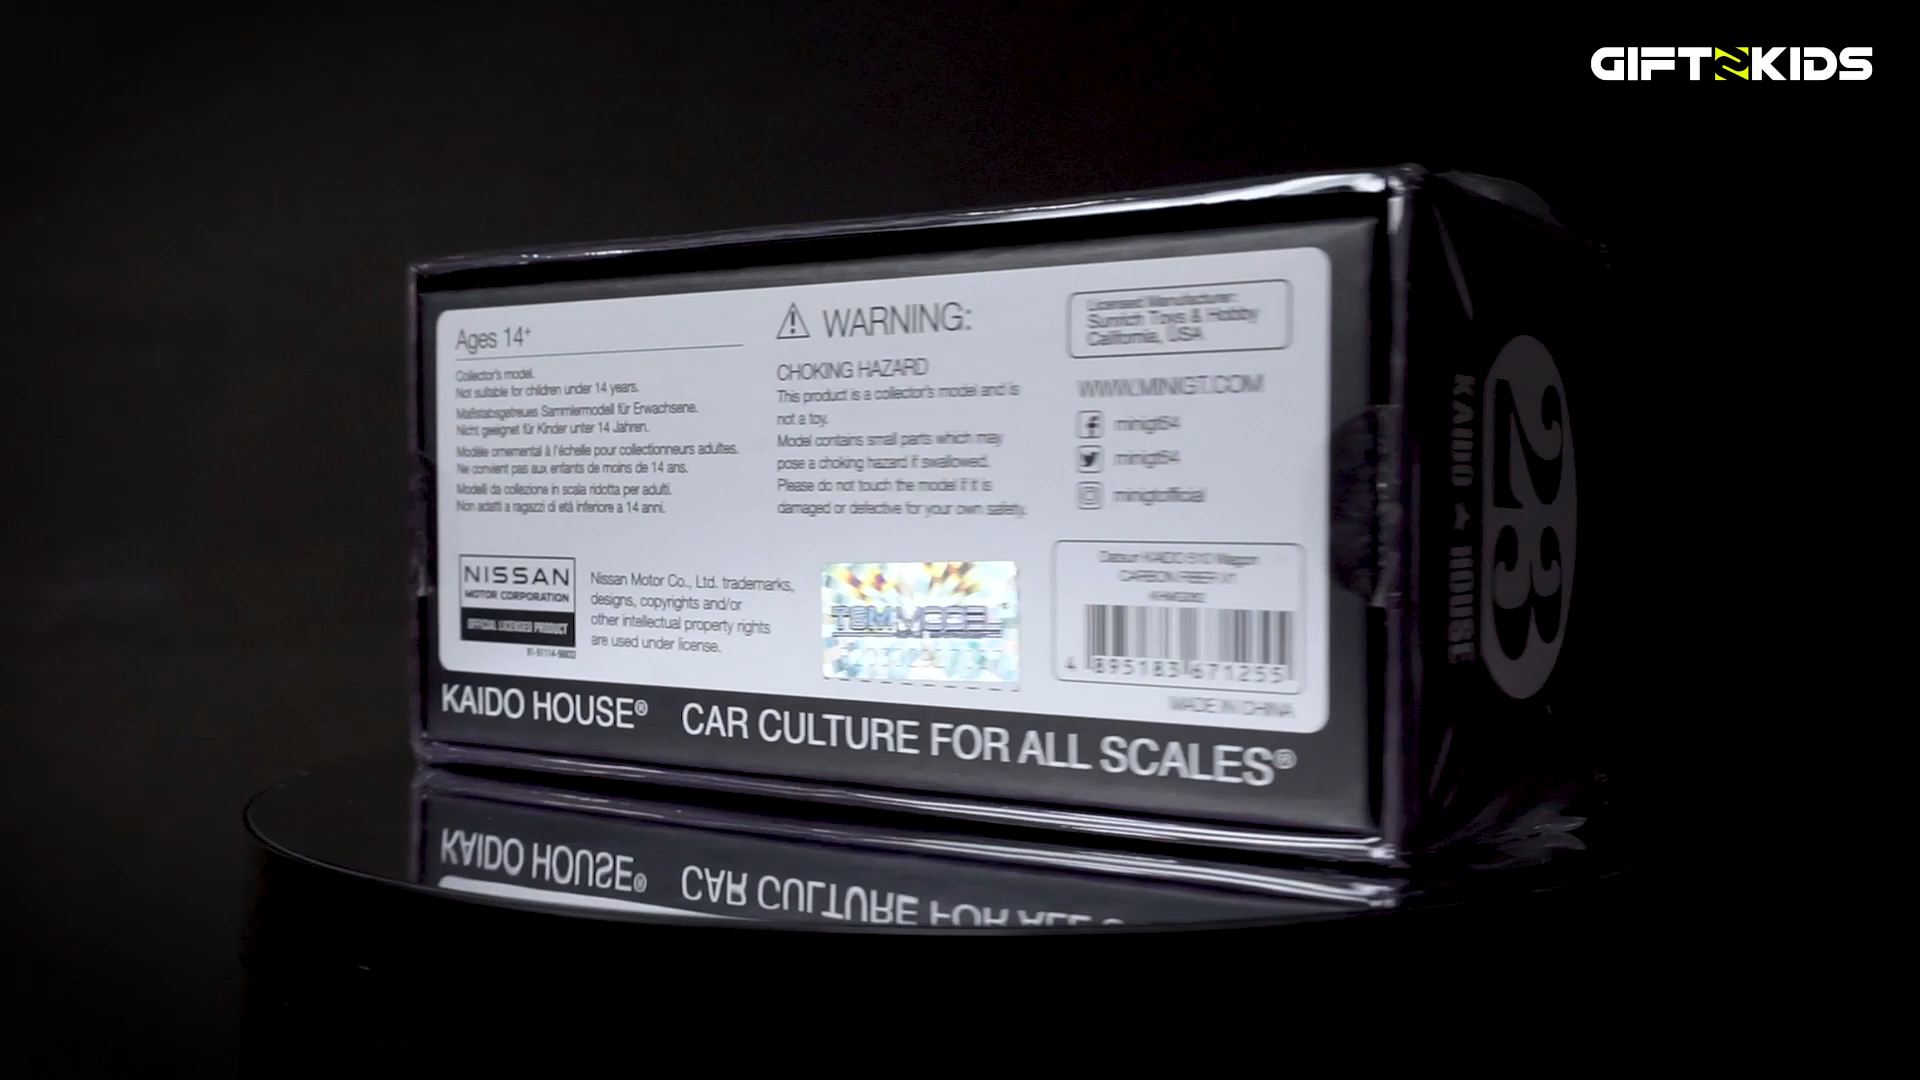 GIFT2KIDS
Ages 14+
Collector's model.
Not suitable for children under 14 years.
Maßstabsgetreues Sammlermodell für Erwachsene.
Nicht geeignet für Kinder unter 14 Jahren.
Modèle ornemental à l'échelle pour collectionneurs adultes.
Ne convient pas aux enfants de moins de 14 ans.
Modelli da collezione in scala ridotta per adulti.
Non adatti a ragazzi di età inferiore a 14 anni.
⚠ WARNING:
CHOKING HAZARD
This product is a collector's model and is
not a toy.
Model contains small parts which may
pose a choking hazard if swallowed.
Please do not touch the model if it is
damaged or defective for your own safety.
Licensed Manufacturer:
Sunrich Toys & Hobby
California, USA
WWW.MINIGT.COM
minigt64
minigt64
minigtofficial
NISSAN
MOTOR CORPORATION
OFFICIAL LICENSED PRODUCT
Nissan Motor Co., Ltd. trademarks,
designs, copyrights and/or
other intellectual property rights
are used under license.
TSM MODEL
Datsun KAIDO 510 Wagon
CARBON FIBER V1
4 895183 671255
MADE IN CHINA
KAIDO HOUSE® CAR CULTURE FOR ALL SCALES®
23
KAIDO ★ HOUSE